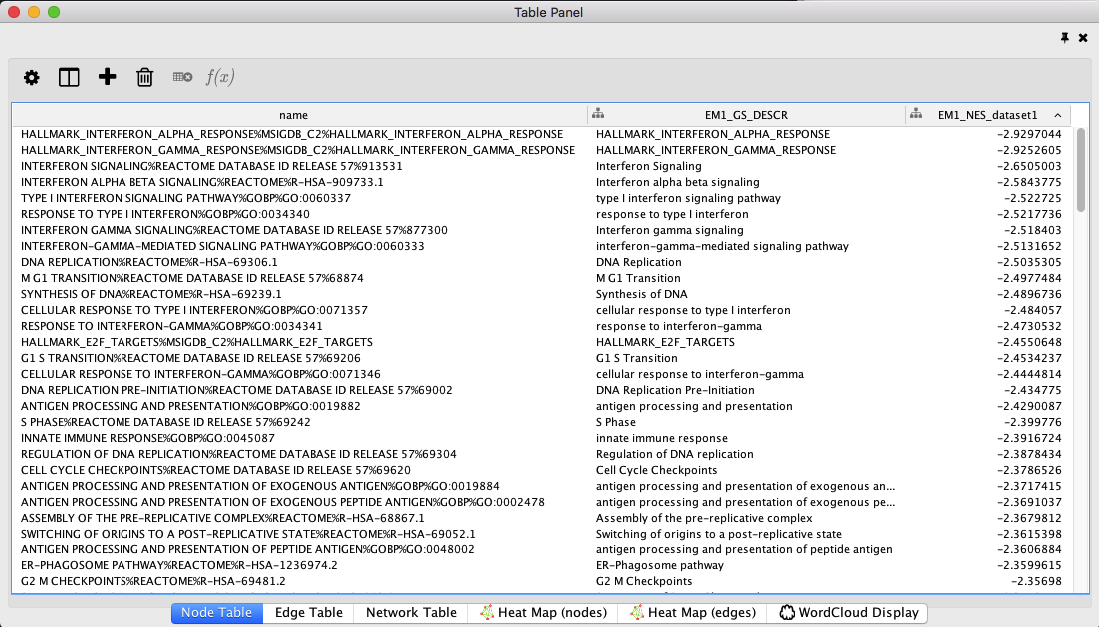 Table Panel
f(x)
name EM1_GS_DESCR EM1_NES_dataset1
HALLMARK_INTERFERON_ALPHA_RESPONSE%MSIGDB_C2%HALLMARK_INTERFERON_ALPHA_RESPONSE HALLMARK_INTERFERON_ALPHA_RESPONSE -2.9297044
HALLMARK_INTERFERON_GAMMA_RESPONSE%MSIGDB_C2%HALLMARK_INTERFERON_GAMMA_RESPONSE HALLMARK_INTERFERON_GAMMA_RESPONSE -2.9252605
INTERFERON SIGNALING%REACTOME DATABASE ID RELEASE 57%913531 Interferon Signaling -2.6505003
INTERFERON ALPHA BETA SIGNALING%REACTOME%R-HSA-909733.1 Interferon alpha beta signaling -2.5843775
TYPE I INTERFERON SIGNALING PATHWAY%GOBP%GO:0060337 type I interferon signaling pathway -2.522725
RESPONSE TO TYPE I INTERFERON%GOBP%GO:0034340 response to type I interferon -2.5217736
INTERFERON GAMMA SIGNALING%REACTOME DATABASE ID RELEASE 57%877300 Interferon gamma signaling -2.518403
INTERFERON-GAMMA-MEDIATED SIGNALING PATHWAY%GOBP%GO:0060333 interferon-gamma-mediated signaling pathway -2.5131652
DNA REPLICATION%REACTOME%R-HSA-69306.1 DNA Replication -2.5035305
M G1 TRANSITION%REACTOME DATABASE ID RELEASE 57%68874 M G1 Transition -2.4977484
SYNTHESIS OF DNA%REACTOME%R-HSA-69239.1 Synthesis of DNA -2.4896736
CELLULAR RESPONSE TO TYPE I INTERFERON%GOBP%GO:0071357 cellular response to type I interferon -2.484057
RESPONSE TO INTERFERON-GAMMA%GOBP%GO:0034341 response to interferon-gamma -2.4730532
HALLMARK_E2F_TARGETS%MSIGDB_C2%HALLMARK_E2F_TARGETS HALLMARK_E2F_TARGETS -2.4550648
G1 S TRANSITION%REACTOME DATABASE ID RELEASE 57%69206 G1 S Transition -2.4534237
CELLULAR RESPONSE TO INTERFERON-GAMMA%GOBP%GO:0071346 cellular response to interferon-gamma -2.4444814
DNA REPLICATION PRE-INITIATION%REACTOME DATABASE ID RELEASE 57%69002 DNA Replication Pre-Initiation -2.434775
ANTIGEN PROCESSING AND PRESENTATION%GOBP%GO:0019882 antigen processing and presentation -2.4290087
S PHASE%REACTOME DATABASE ID RELEASE 57%69242 S Phase -2.399776
INNATE IMMUNE RESPONSE%GOBP%GO:0045087 innate immune response -2.3916724
REGULATION OF DNA REPLICATION%REACTOME DATABASE ID RELEASE 57%69304 Regulation of DNA replication -2.3878434
CELL CYCLE CHECKPOINTS%REACTOME DATABASE ID RELEASE 57%69620 Cell Cycle Checkpoints -2.3786526
ANTIGEN PROCESSING AND PRESENTATION OF EXOGENOUS ANTIGEN%GOBP%GO:0019884 antigen processing and presentation of exogenous an... -2.3717415
ANTIGEN PROCESSING AND PRESENTATION OF EXOGENOUS PEPTIDE ANTIGEN%GOBP%GO:0002478 antigen processing and presentation of exogenous pe... -2.3691037
ASSEMBLY OF THE PRE-REPLICATIVE COMPLEX%REACTOME%R-HSA-68867.1 Assembly of the pre-replicative complex -2.3679812
SWITCHING OF ORIGINS TO A POST-REPLICATIVE STATE%REACTOME%R-HSA-69052.1 Switching of origins to a post-replicative state -2.3615398
ANTIGEN PROCESSING AND PRESENTATION OF PEPTIDE ANTIGEN%GOBP%GO:0048002 antigen processing and presentation of peptide antigen -2.3606884
ER-PHAGOSOME PATHWAY%REACTOME%R-HSA-1236974.2 ER-Phagosome pathway -2.3599615
G2 M CHECKPOINTS%REACTOME%R-HSA-69481.2 G2 M Checkpoints -2.35698
Node Table Edge Table Network Table Heat Map (nodes) Heat Map (edges) WordCloud Display